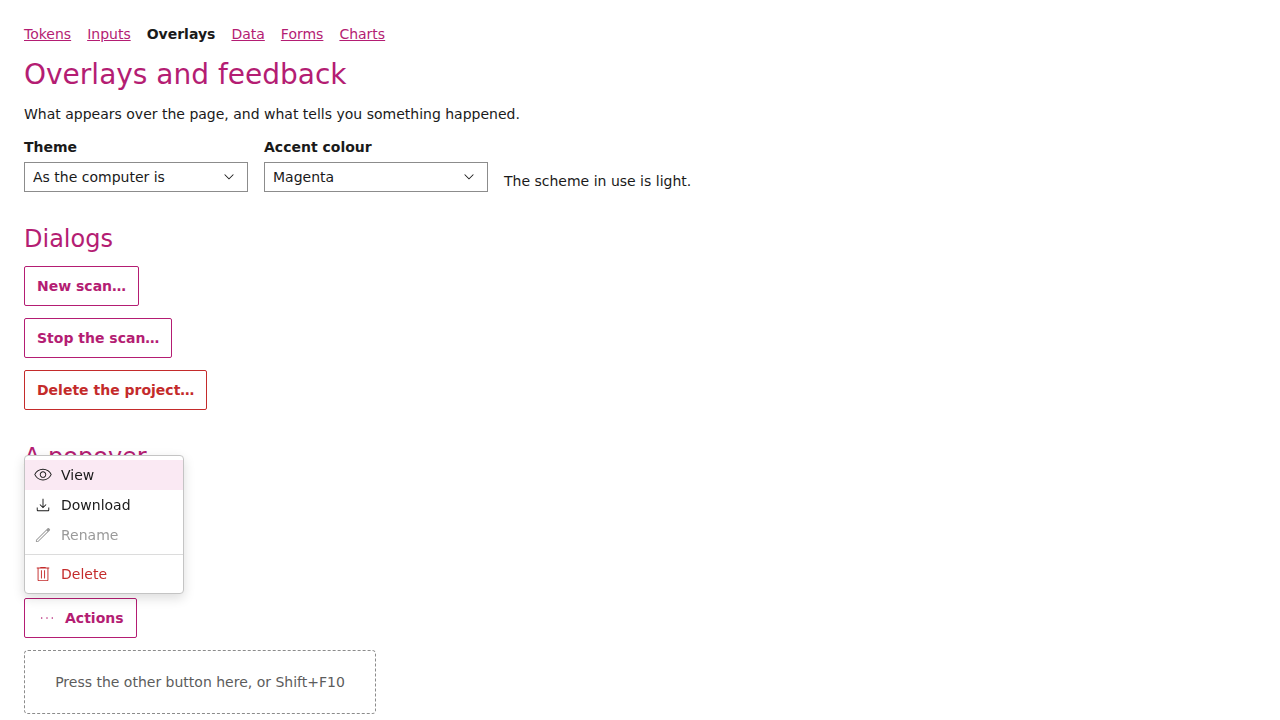 Tokens Inputs Overlays Data Forms Charts
Overlays and feedback
What appears over the page, and what tells you something happened.
Theme Accent colour
As the computer is Magenta The scheme in use is light.
Dialogs
New scan…
Stop the scan…
Delete the project…
A popover
View
Download
Rename
Delete
Actions
Press the other button here, or Shift+F10